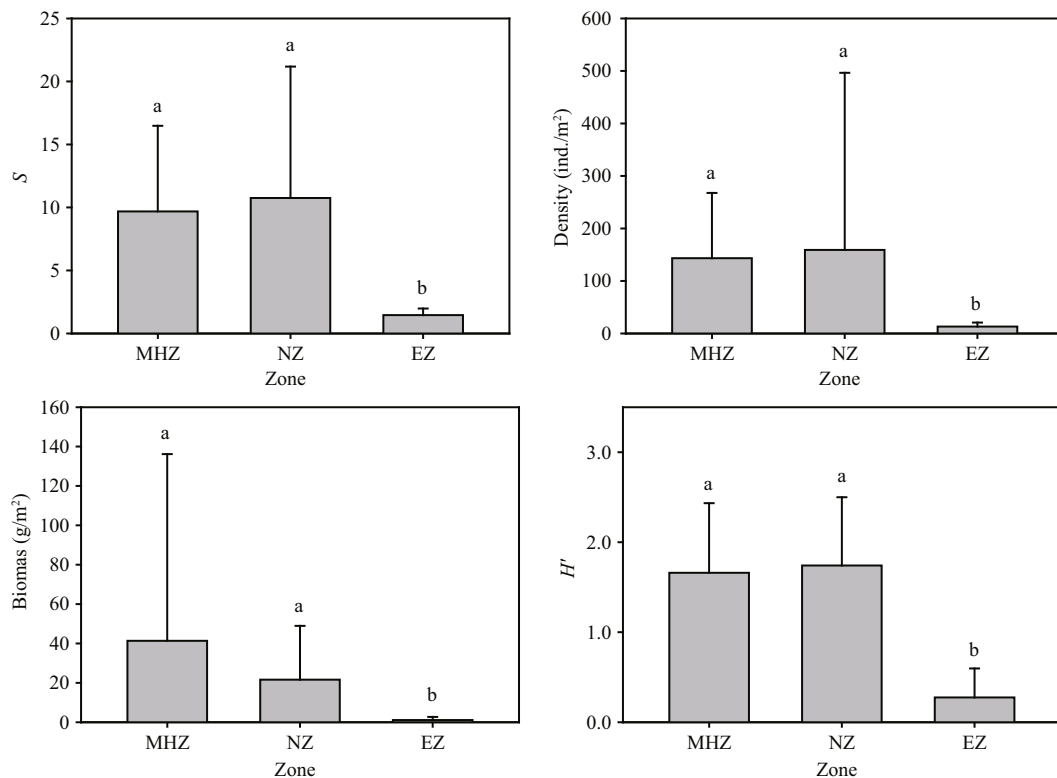 25
20
15
10
5
0
S
a
a
b
MHZ
NZ
EZ
Zone
600
500
400
300
200
100
0
Density (ind./m²)
a
a
b
MHZ
NZ
EZ
Zone
160
140
120
100
80
60
40
20
0
Biomas (g/m²)
a
a
b
MHZ
NZ
EZ
Zone
3.0
2.0
1.0
0.0
H'
a
a
b
MHZ
NZ
EZ
Zone